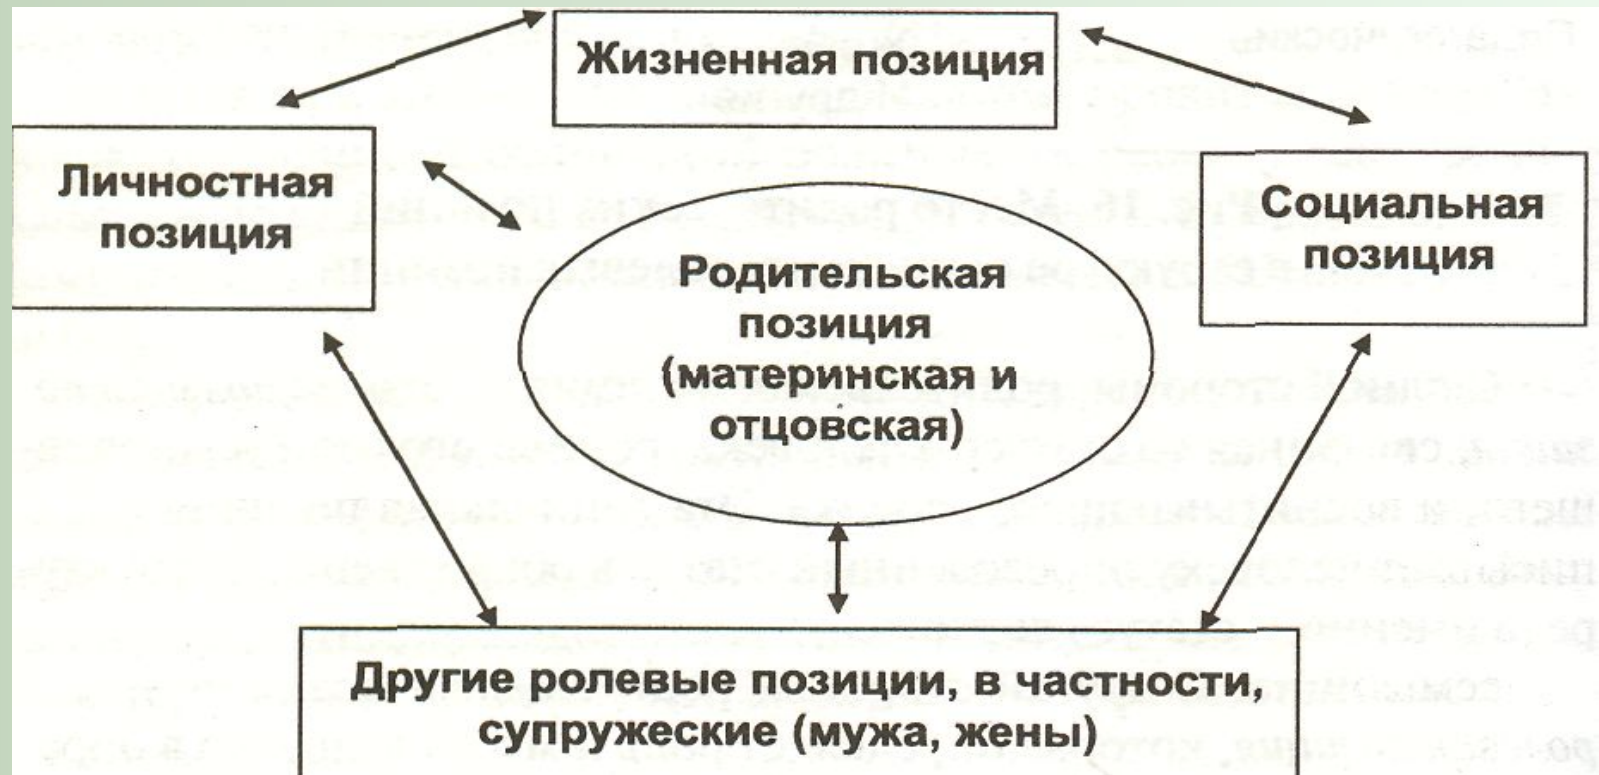 Жизненная позиция
Личностная
позиция
Социальная
позиция
Родительская
позиция
(материнская и
отцовская)
Другие ролевые позиции, в частности,
супружеские (мужа, жены)